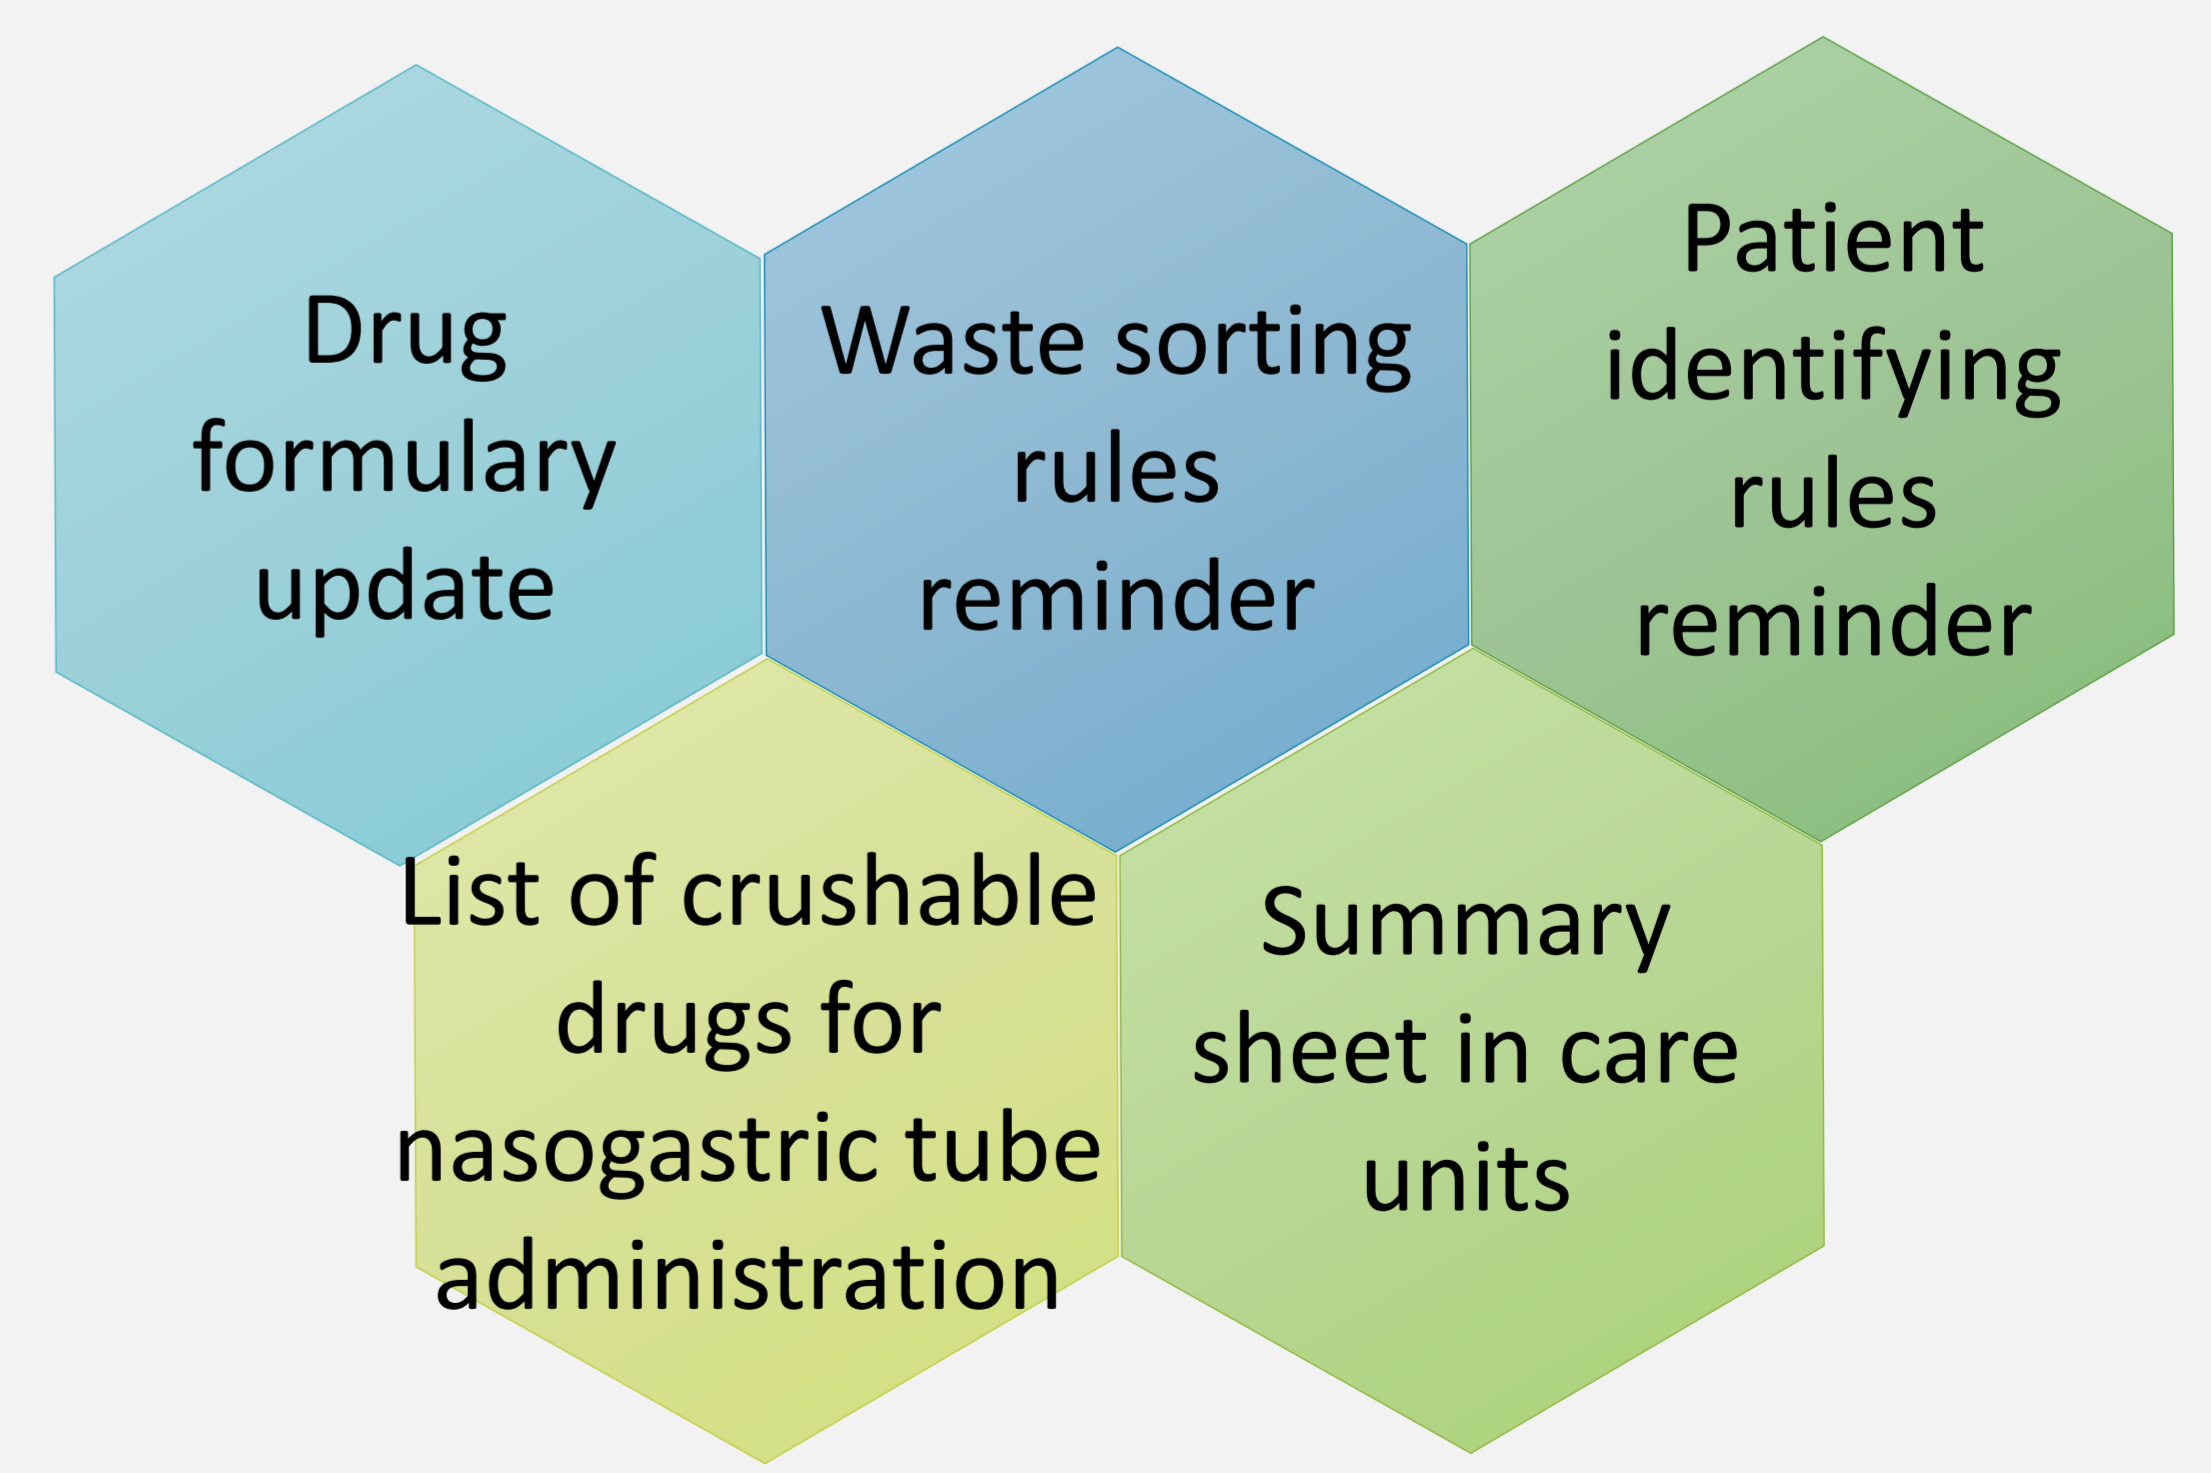 Drug
formulary
update
Waste sorting
rules
reminder
Patient
identifying
rules
reminder
List of crushable
drugs for
nasogastric tube
administration
Summary
sheet in care
units